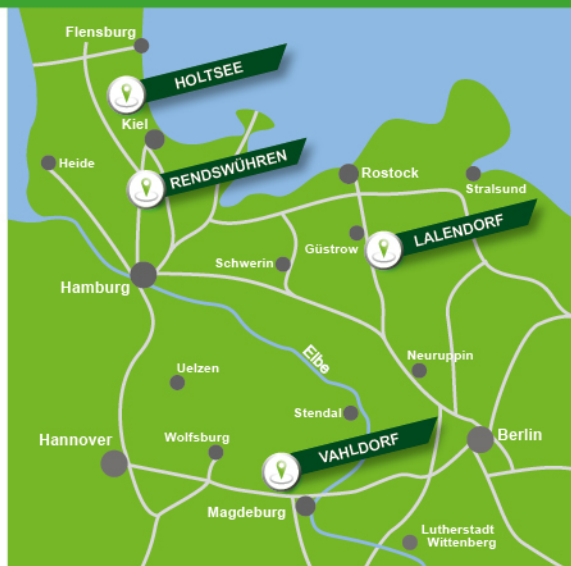 Flensburg
HOLTSEE
Kiel
Heide
RENDSWÜHREN
Rostock
Stralsund
LALENDORF
Güstrow
Schwerin
Hamburg
Elbe
Neuruppin
Uelzen
Stendal
Hannover
Wolfsburg
VAHLDORF
Berlin
Magdeburg
Lutherstadt
Wittenberg